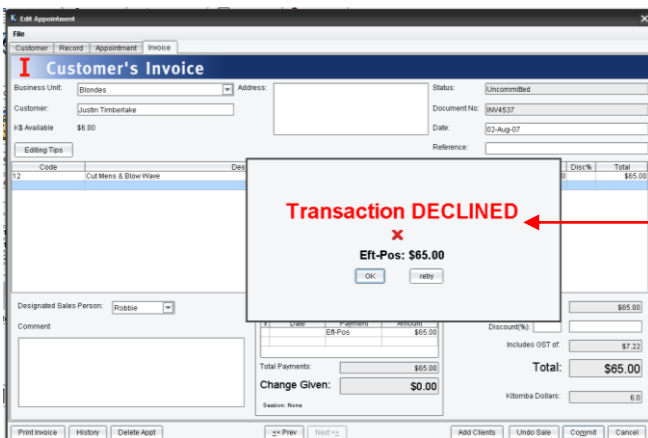 Edit Appointment
File
Customer Record Appointment Invoice
I Customer's Invoice
Business Unit: Blondes Address: Status: Uncommitted
Customer: Justin Timberlake Document No: INV4537
K$ Available $6.00 Date: 02-Aug-07
Editing Tips Reference:
Code Des Disc% Total
12 Cut Mens & Blow Wave 0 $65.00
Transaction DECLINED
Eft-Pos: $65.00
OK retry
Designated Sales Person: Robbie $65.00
Comment Date Payment Amount Discount(%):
Eft-Pos $65.00
Includes GST of: $7.22
Total Payments: $65.00 Total: $65.00
Change Given: $0.00
Kitomba Dollars: 6.0
Session: None
Print Invoice History Delete Appt << Prev Next >> Add Clients Undo Sale Commit Cancel